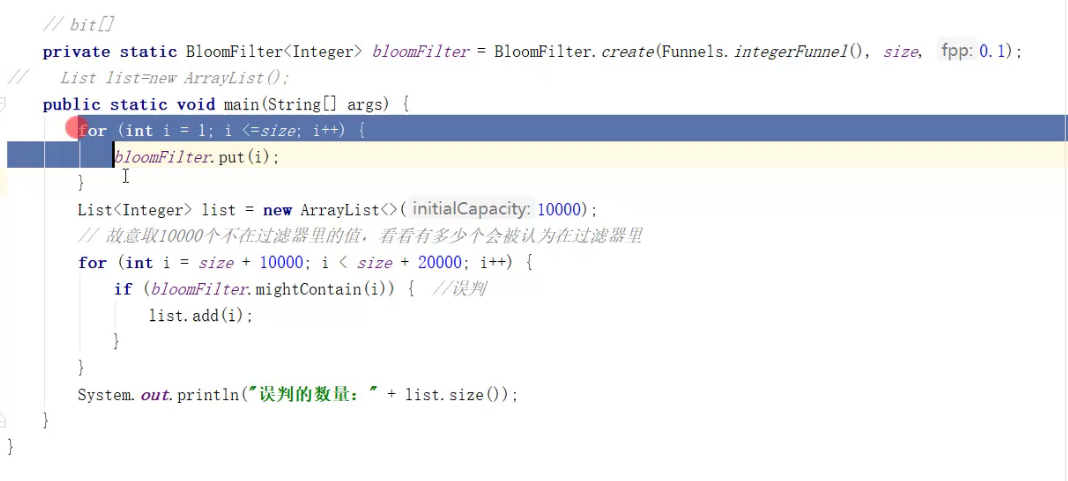 // bit[]
private static BloomFilter<Integer> bloomFilter = BloomFilter.create(Funnels.integerFunnel(), size, fpp: 0.1);
// List list=new ArrayList();
public static void main(String[] args) {
for (int i = 1; i <=size; i++) {
bloomFilter.put(i);
}
List<Integer> list = new ArrayList<>( initialCapacity: 10000);
// 故意取10000个不在过滤器里的值，看看有多少个会被认为在过滤器里
for (int i = size + 10000; i < size + 20000; i++) {
if (bloomFilter.mightContain(i)) { //误判
list.add(i);
}
}
System.out.println("误判的数量：" + list.size());
}
}